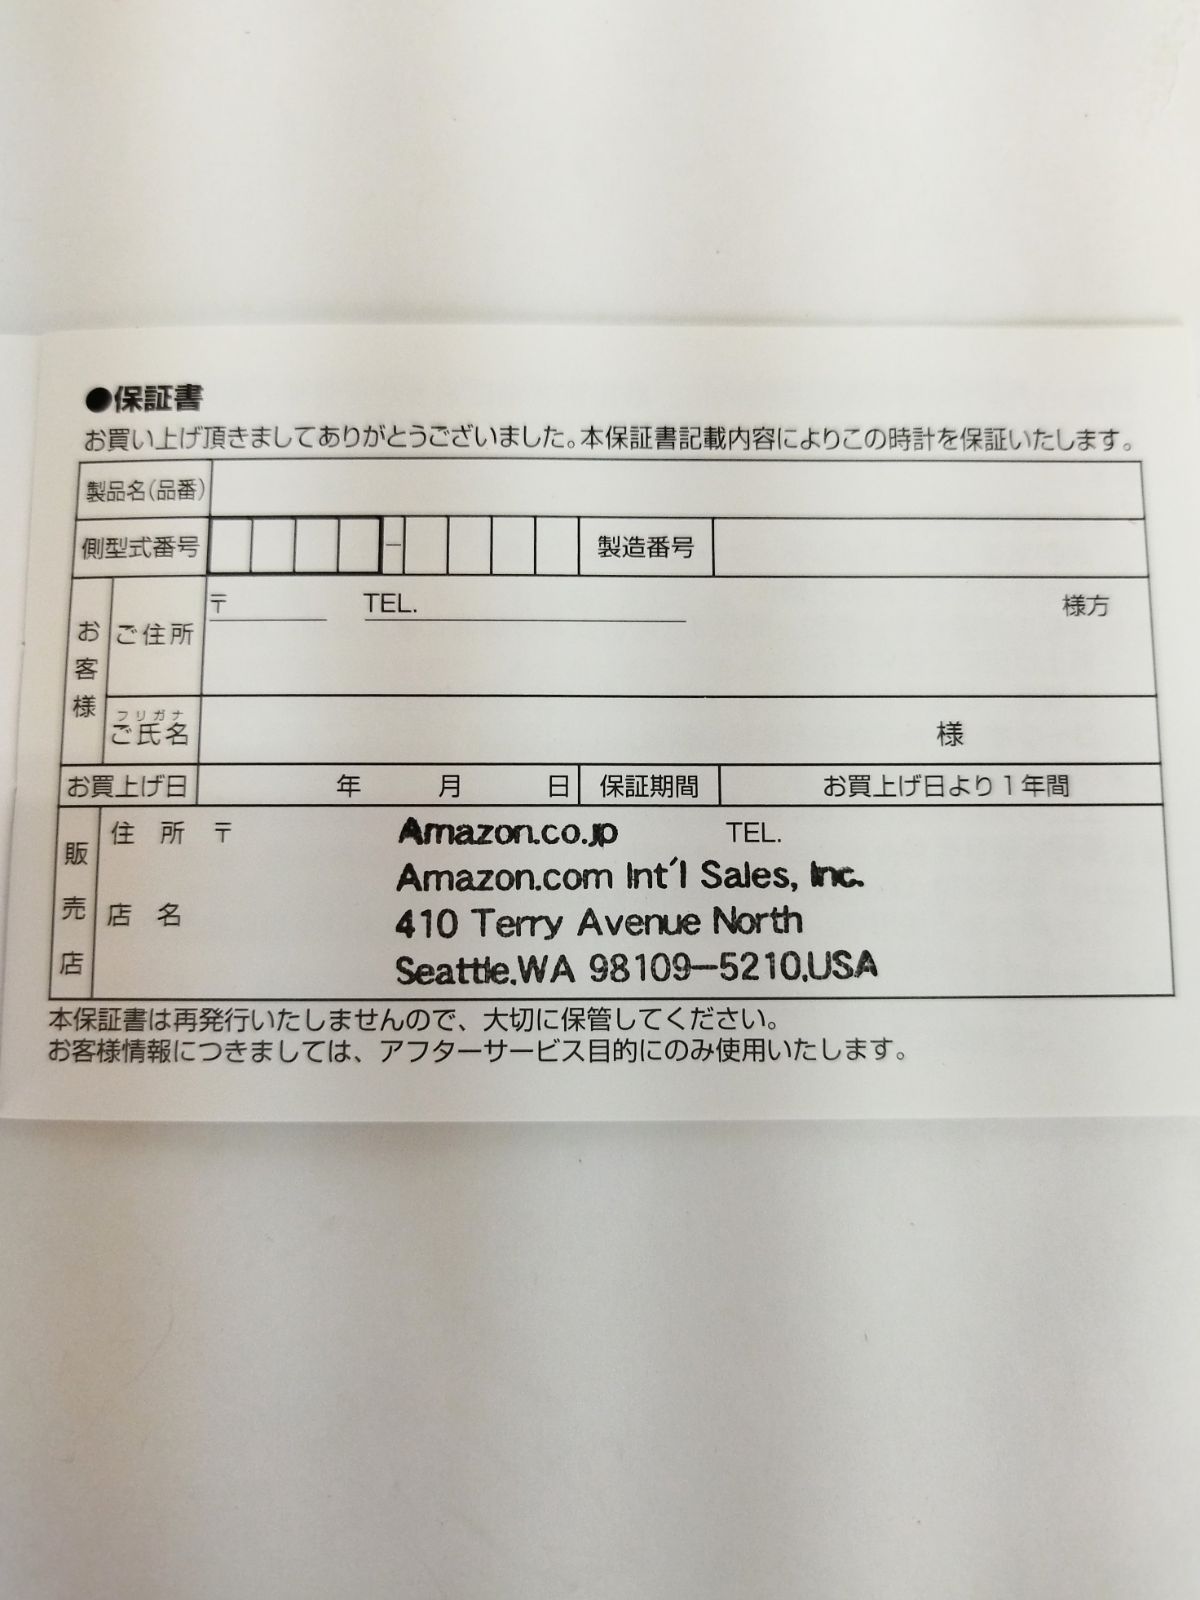 ●保証書
お買い上げ頂きましてありがとうございました。本保証書記載内容によりこの時計を保証いたします。
製品名(品番)
側型式番号 － 製造番号
お客様 ご住所 〒 TEL. 様方
フリガナ
ご氏名 様
お買上げ日 年 月 日 保証期間 お買上げ日より1年間
販売店 住所 〒 Amazon.co.jp TEL.
Amazon.com Int'l Sales, Inc.
店名 410 Terry Avenue North
Seattle,WA 98109-5210,USA
本保証書は再発行いたしませんので、大切に保管してください。
お客様情報につきましては、アフターサービス目的にのみ使用いたします。